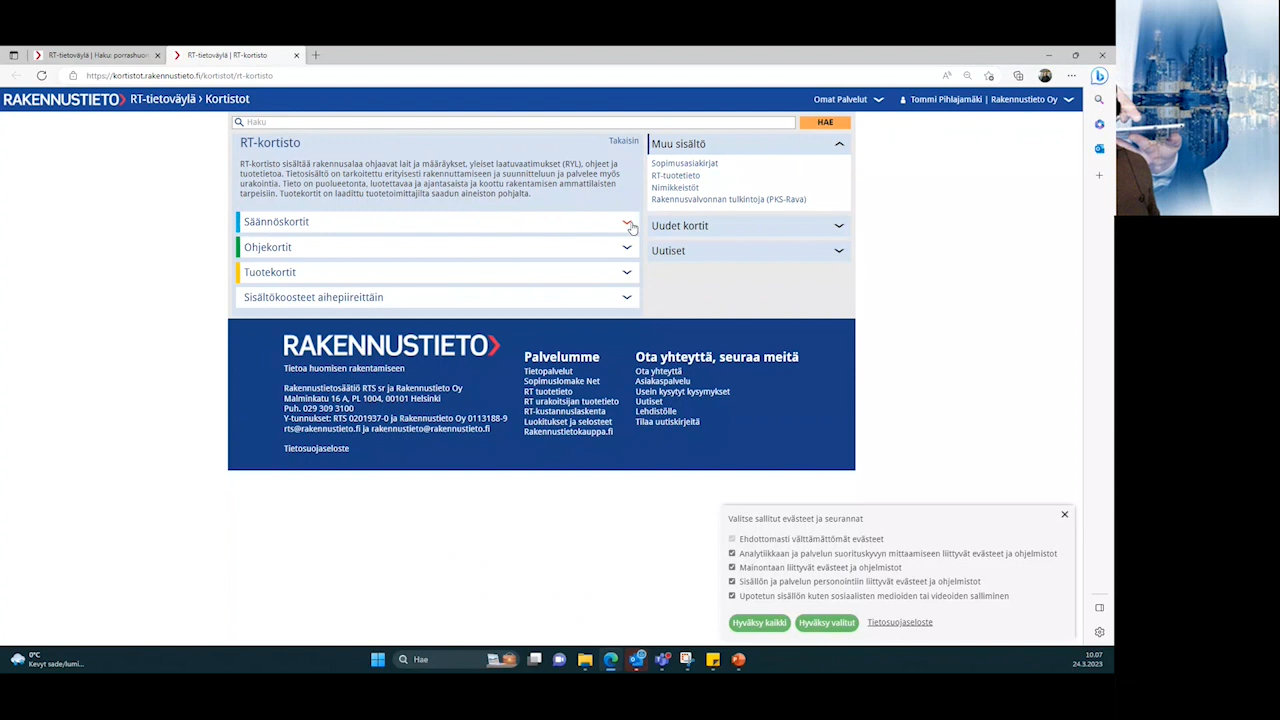 RT-tietoväylä | Haku: porrashuon
RT-tietoväylä | RT-kortisto
https://kortistot.rakennustieto.fi/kortistot/rt-kortisto
RAKENNUSTIETO RT-tietoväylä › Kortistot
Omat Palvelut
Tommi Pihlajamäki | Rakennustieto Oy
Haku
HAE
RT-kortisto
Takaisin
RT-kortisto sisältää rakennusalaa ohjaavat lait ja määräykset, yleiset laatuvaatimukset (RYL), ohjeet ja
tuotetietoa. Tietosisältö on tarkoitettu erityisesti rakennuttamiseen ja suunnitteluun ja palvelee myös
urakointia. Tieto on puolueetonta, luotettavaa ja ajantasaista ja koottu rakentamisen ammattilaisten
tarpeisiin. Tuotekortit on laadittu tuotetoimittajilta saadun aineiston pohjalta.
Säännöskortit
Ohjekortit
Tuotekortit
Sisältökoosteet aihepiireittäin
Muu sisältö
Sopimusasiakirjat
RT-tuotetieto
Nimikkeistöt
Rakennusvalvonnan tulkintoja (PKS-Rava)
Uudet kortit
Uutiset
RAKENNUSTIETO
Tietoa huomisen rakentamiseen
Rakennustietosäätiö RTS sr ja Rakennustieto Oy
Malminkatu 16 A, PL 1004, 00101 Helsinki
Puh. 029 309 3100
Y-tunnukset: RTS 0201937-0 ja Rakennustieto Oy 0113188-9
rts@rakennustieto.fi ja rakennustieto@rakennustieto.fi
Tietosuojaseloste
Palvelumme
Tietopalvelut
Sopimuslomake Net
RT tuotetieto
RT urakoitsijan tuotetieto
RT-kustannuslaskenta
Luokitukset ja selosteet
Rakennustietokauppa.fi
Ota yhteyttä, seuraa meitä
Ota yhteyttä
Asiakaspalvelu
Usein kysytyt kysymykset
Uutiset
Lehdistölle
Tilaa uutiskirjeitä
Valitse sallitut evästeet ja seurannat
Ehdottomasti välttämättömät evästeet
Analytiikkaan ja palvelun suorituskyvyn mittaamiseen liittyvät evästeet ja ohjelmistot
Mainontaan liittyvät evästeet ja ohjelmistot
Sisällön ja palvelun personointiin liittyvät evästeet ja ohjelmistot
Upotetun sisällön kuten sosiaalisten medioiden tai videoiden salliminen
Hyväksy kaikki
Hyväksy valitut
Tietosuojaseloste
0°C
Kevyt sade/lumi...
Hae
10.07
24.3.2023